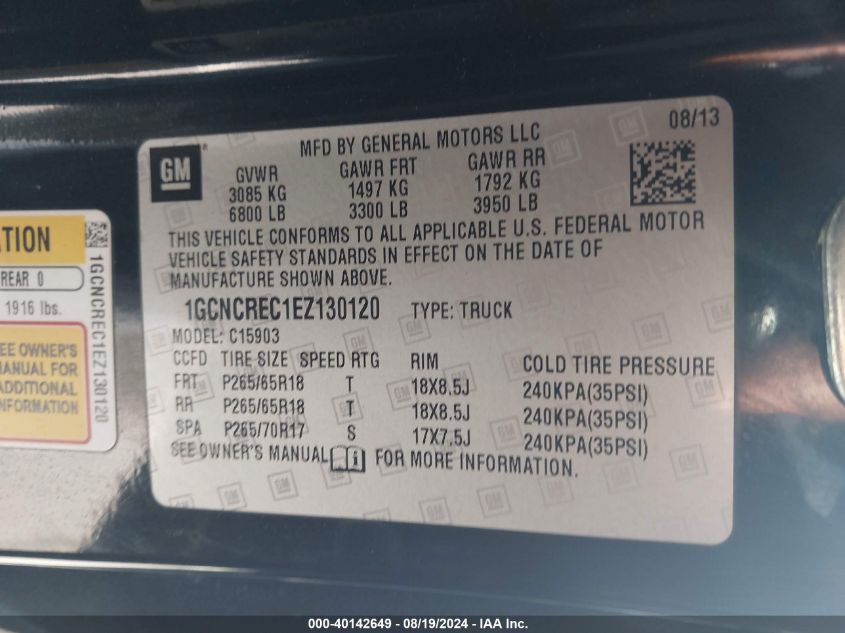 08/13
GM
MFD BY GENERAL MOTORS LLC
GVWR GAWR FRT GAWR RR
3085 KG 1497 KG 1792 KG
6800 LB 3300 LB 3950 LB
THIS VEHICLE CONFORMS TO ALL APPLICABLE U.S. FEDERAL MOTOR
VEHICLE SAFETY STANDARDS IN EFFECT ON THE DATE OF
MANUFACTURE SHOWN ABOVE.
1GCNCREC1EZ130120 TYPE: TRUCK
MODEL: C15903
CCFD TIRE SIZE SPEED RTG RIM COLD TIRE PRESSURE
FRT P265/65R18 T 18X8.5J 240KPA(35PSI)
RR P265/65R18 T 18X8.5J 240KPA(35PSI)
SPA P265/70R17 S 17X7.5J 240KPA(35PSI)
SEE OWNER'S MANUAL i FOR MORE INFORMATION.
REAR 0
1916 lbs.
OWNER'S
MANUAL FOR
ADDITIONAL
INFORMATION
1GCNCREC1EZ130120
000-40142649 - 08/19/2024 - IAA Inc.